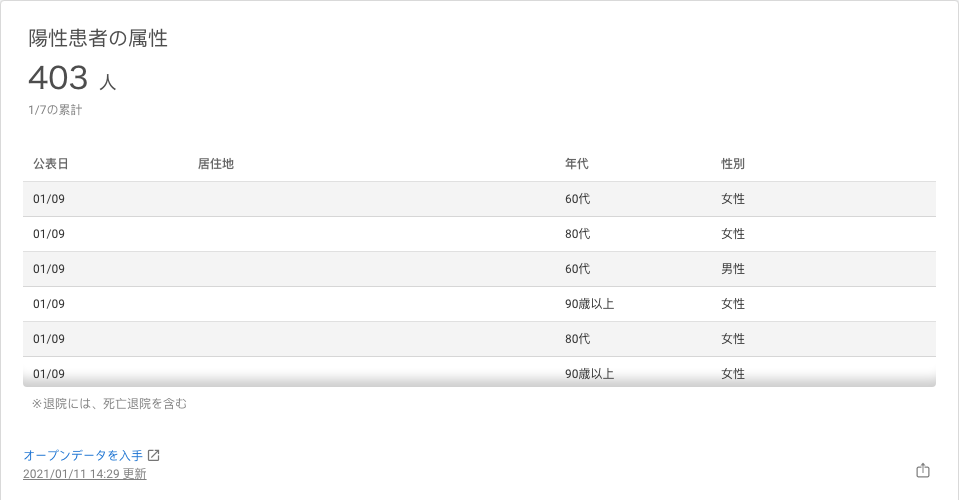 陽性患者の属性
403 人
1/7の累計
公表日 居住地 年代 性別
01/09 60代 女性
01/09 80代 女性
01/09 60代 男性
01/09 90歳以上 女性
01/09 80代 女性
01/09 90歳以上 女性
※退院には、死亡退院を含む
オープンデータを入手
2021/01/11 14:29 更新